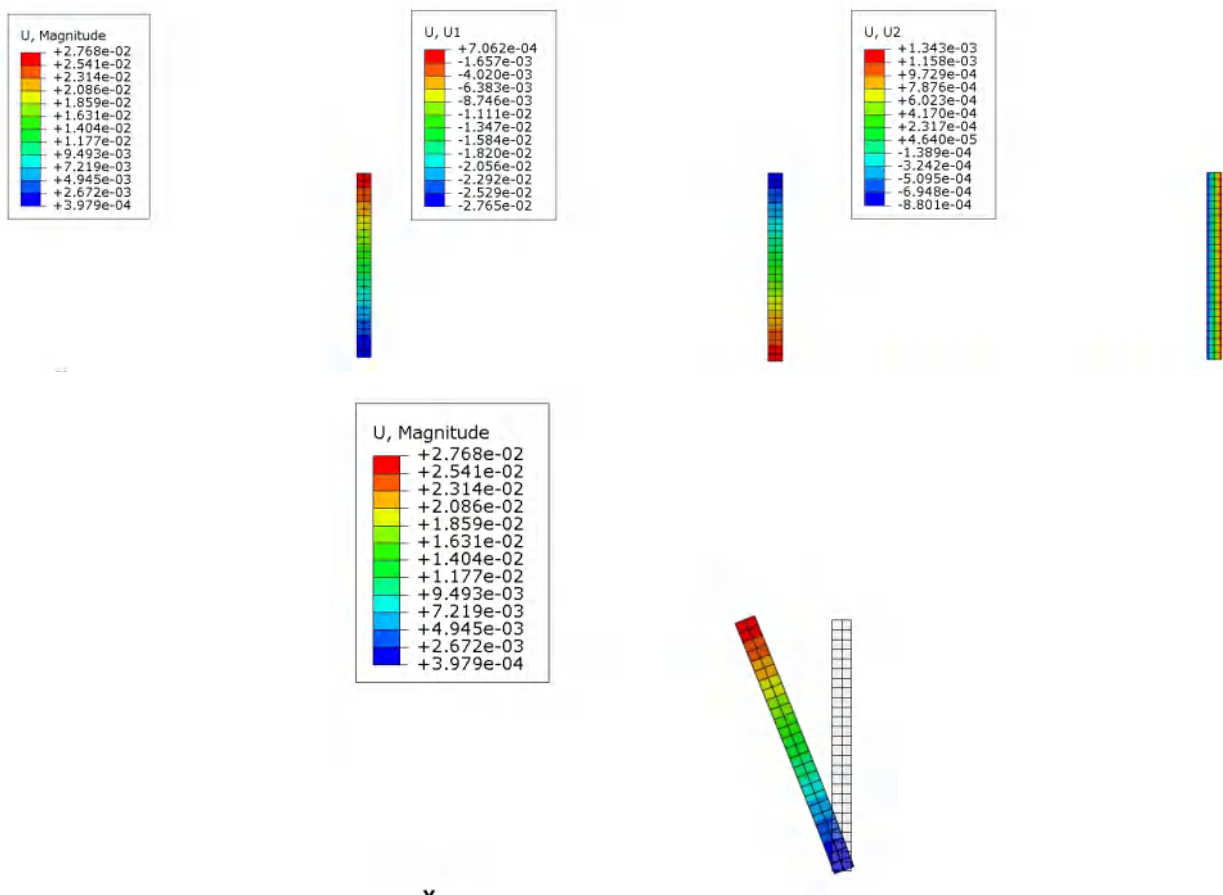 U, Magnitude
+2.768e-02
+2.541e-02
+2.314e-02
+2.086e-02
+1.859e-02
+1.631e-02
+1.404e-02
+1.177e-02
+9.493e-03
+7.219e-03
+4.945e-03
+2.672e-03
+3.979e-04
U, U1
+7.062e-04
-1.657e-03
-4.020e-03
-6.383e-03
-8.746e-03
-1.111e-02
-1.347e-02
-1.584e-02
-1.820e-02
-2.056e-02
-2.292e-02
-2.529e-02
-2.765e-02
U, U2
+1.343e-03
+1.158e-03
+9.729e-04
+7.876e-04
+6.023e-04
+4.170e-04
+2.317e-04
+4.640e-05
-1.389e-04
-3.242e-04
-5.095e-04
-6.948e-04
-8.801e-04
U, Magnitude
+2.768e-02
+2.541e-02
+2.314e-02
+2.086e-02
+1.859e-02
+1.631e-02
+1.404e-02
+1.177e-02
+9.493e-03
+7.219e-03
+4.945e-03
+2.672e-03
+3.979e-04